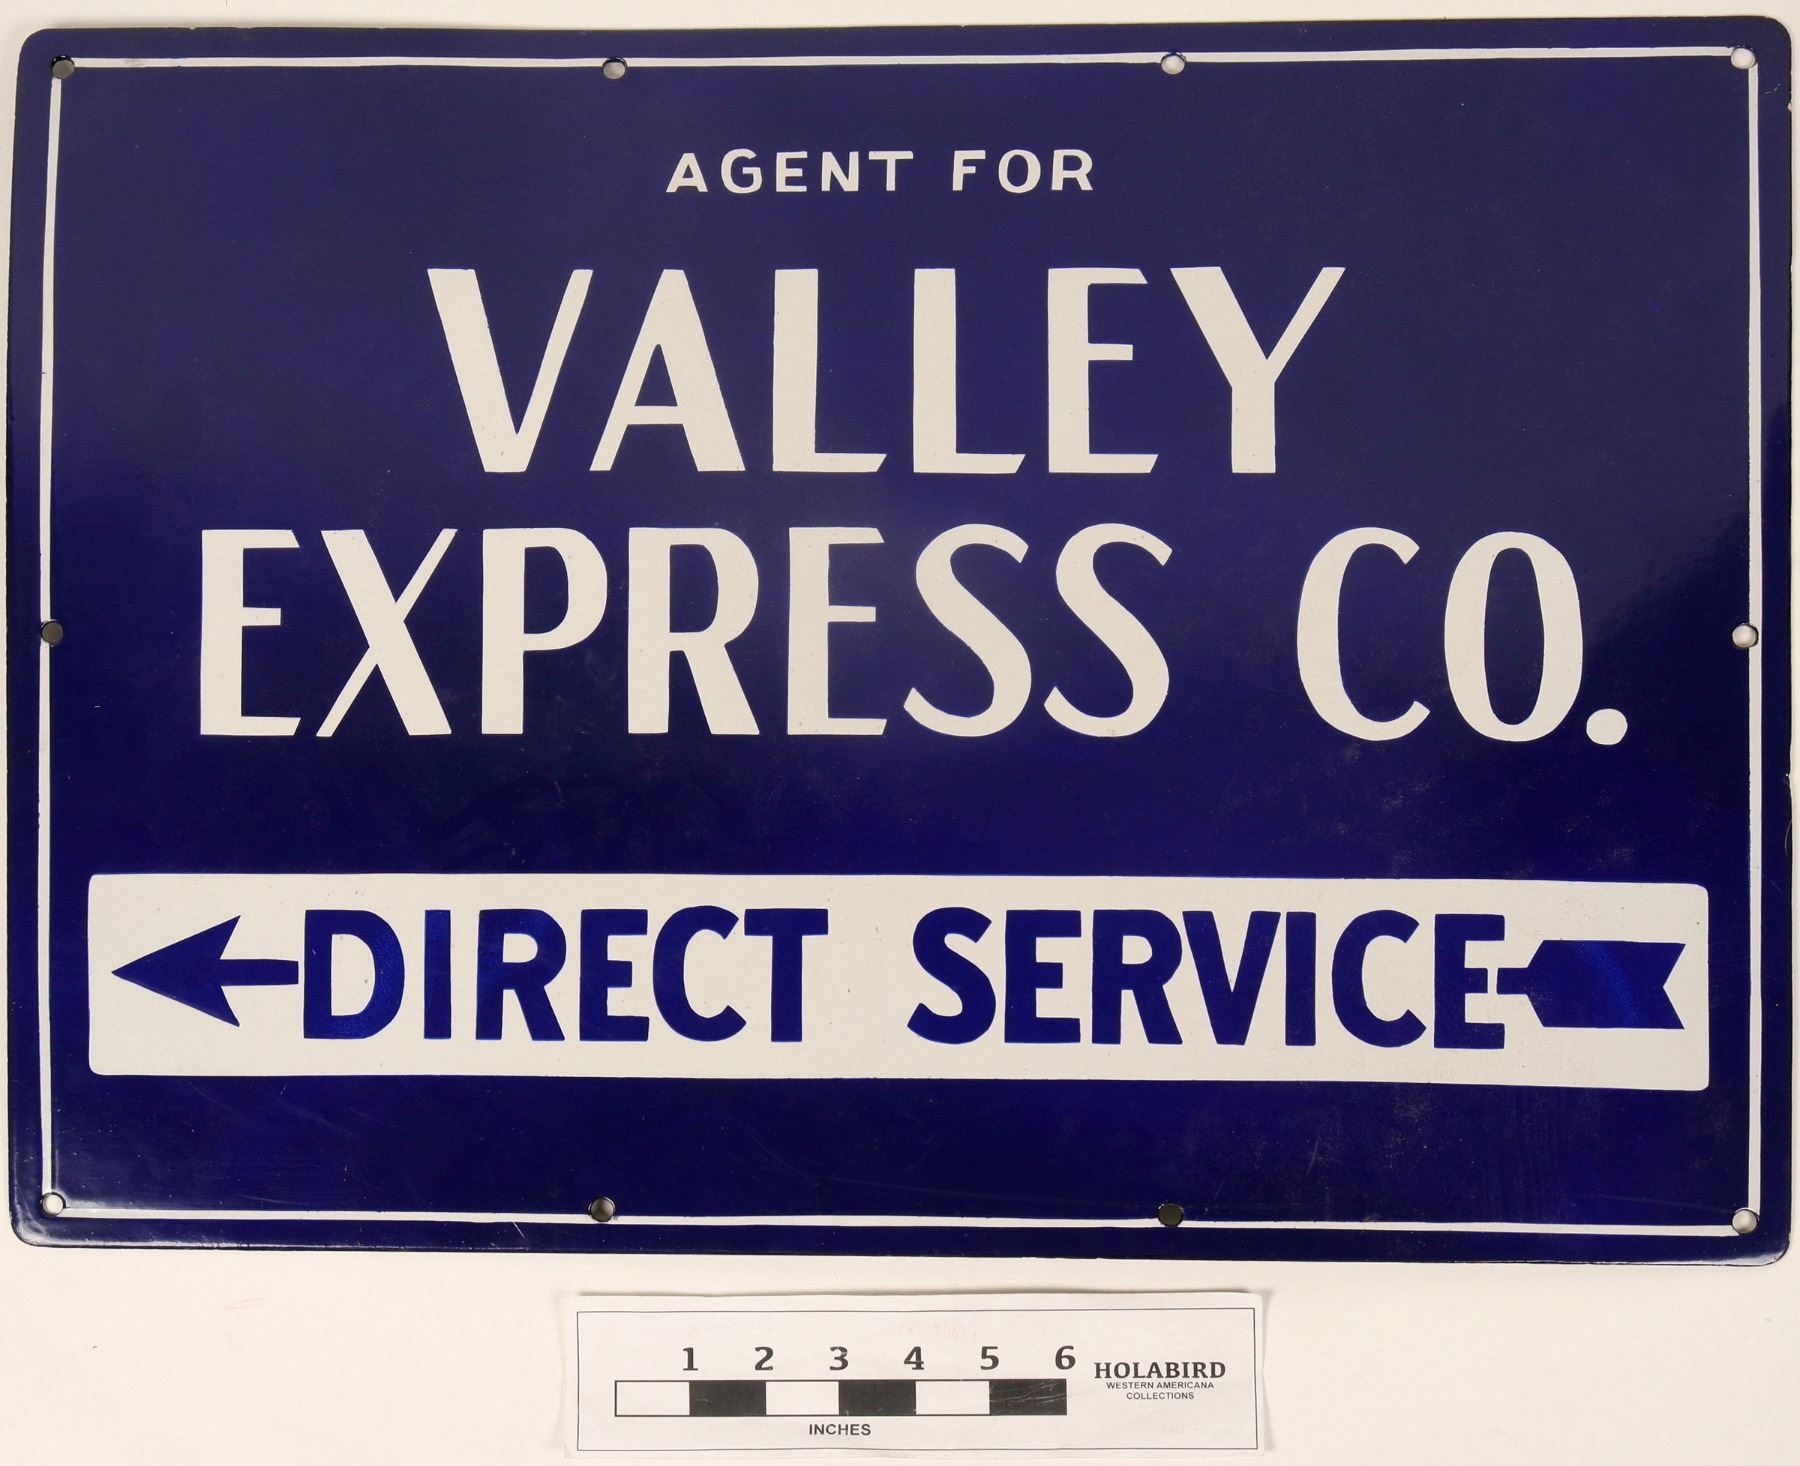 AGENT FOR
VALLEY
EXPRESS CO.
DIRECT SERVICE
1 2 3 4 5 6
HOLABIRD
WESTERN AMERICANA
COLLECTIONS
INCHES